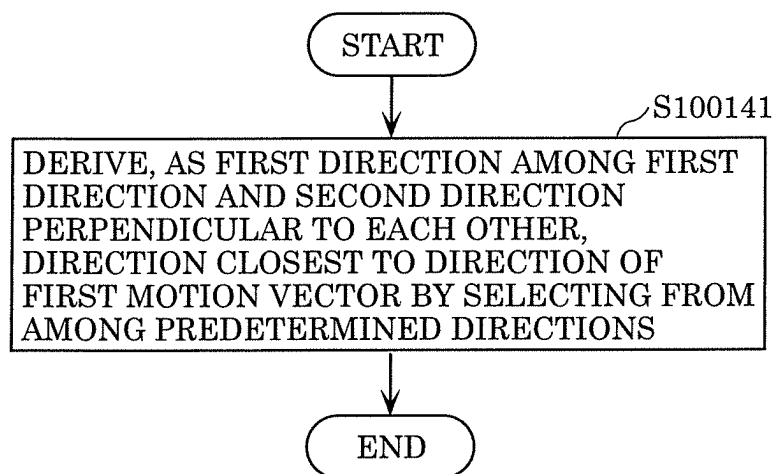 START
S100141
DERIVE, AS FIRST DIRECTION AMONG FIRST
DIRECTION AND SECOND DIRECTION
PERPENDICULAR TO EACH OTHER,
DIRECTION CLOSEST TO DIRECTION OF
FIRST MOTION VECTOR BY SELECTING FROM
AMONG PREDETERMINED DIRECTIONS
END